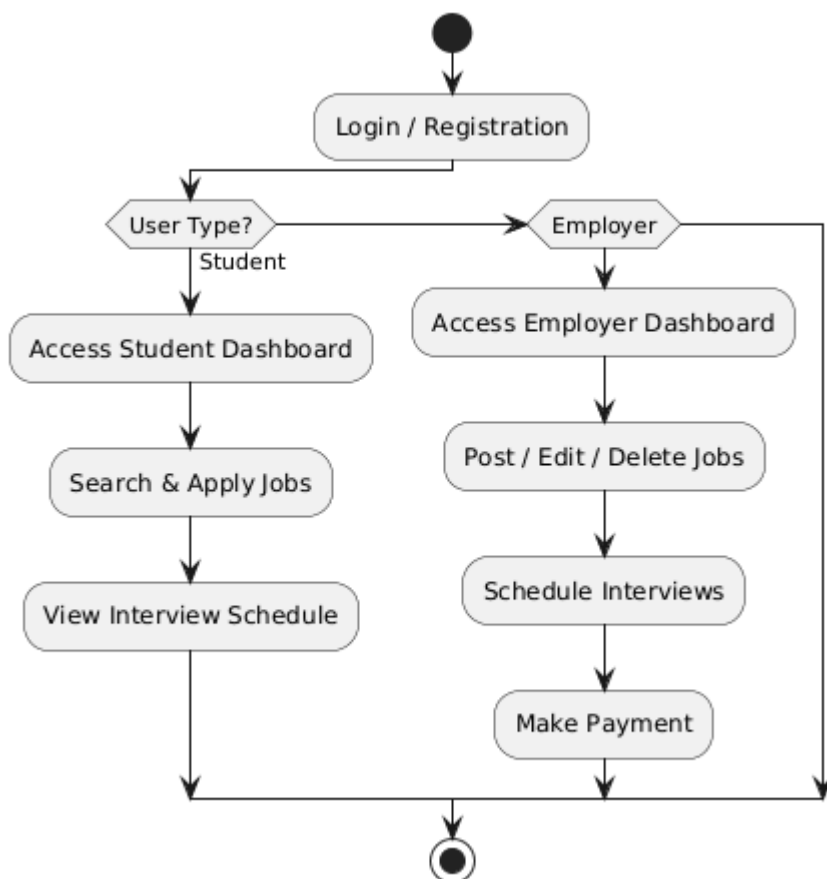 Login / Registration
User Type?
Employer
Student
Access Employer Dashboard
Access Student Dashboard
Post / Edit / Delete Jobs
Search & Apply Jobs
Schedule Interviews
View Interview Schedule
Make Payment